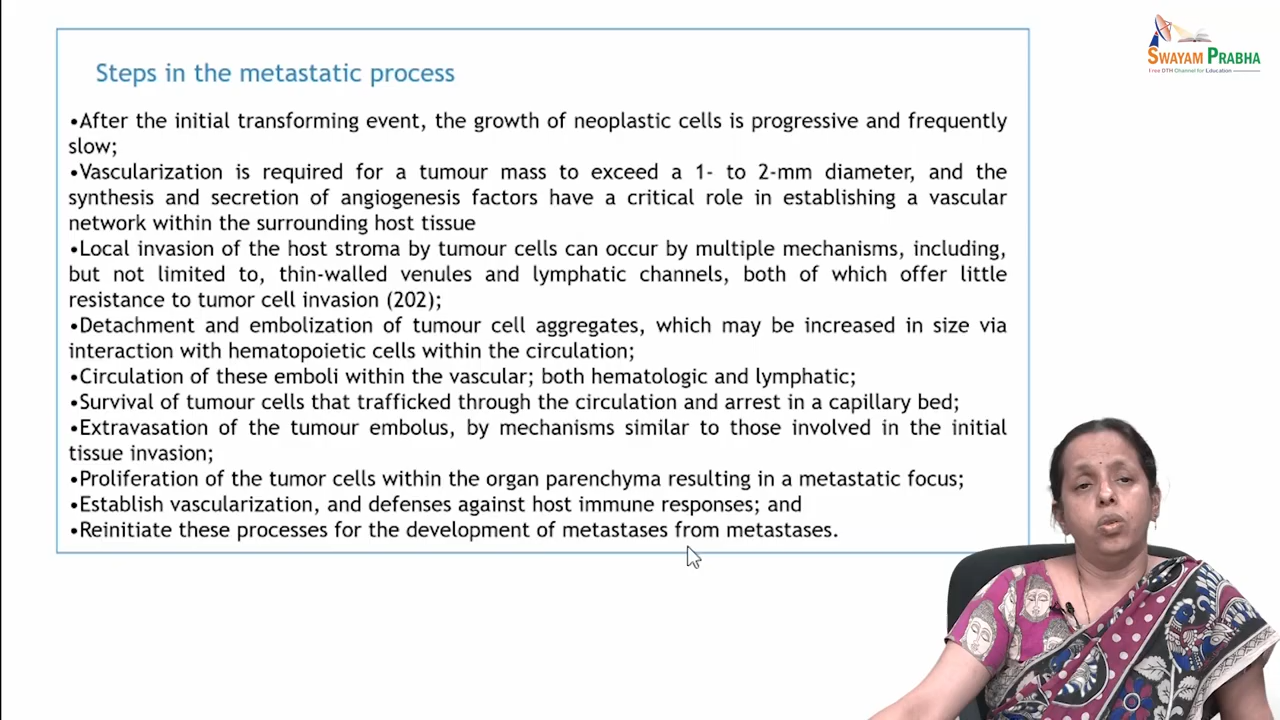 Steps in the metastatic process
•After the initial transforming event, the growth of neoplastic cells is progressive and frequently
slow;
•Vascularization is required for a tumour mass to exceed a 1- to 2-mm diameter, and the
synthesis and secretion of angiogenesis factors have a critical role in establishing a vascular
network within the surrounding host tissue
•Local invasion of the host stroma by tumour cells can occur by multiple mechanisms, including,
but not limited to, thin-walled venules and lymphatic channels, both of which offer little
resistance to tumor cell invasion (202);
•Detachment and embolization of tumour cell aggregates, which may be increased in size via
interaction with hematopoietic cells within the circulation;
•Circulation of these emboli within the vascular; both hematologic and lymphatic;
•Survival of tumour cells that trafficked through the circulation and arrest in a capillary bed;
•Extravasation of the tumour embolus, by mechanisms similar to those involved in the initial
tissue invasion;
•Proliferation of the tumor cells within the organ parenchyma resulting in a metastatic focus;
•Establish vascularization, and defenses against host immune responses; and
•Reinitiate these processes for the development of metastases from metastases.
SWAYAM PRABHA
Free DTH Channel for Education